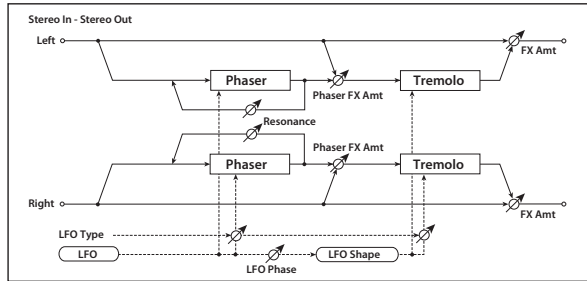 Stereo In - Stereo Out
Left
FX Amt
Phaser
Tremolo
Phaser FX Amt
Resonance
Phaser FX Amt
Phaser
Tremolo
Right
FX Amt
LFO Type
LFO
LFO Shape
LFO Phase